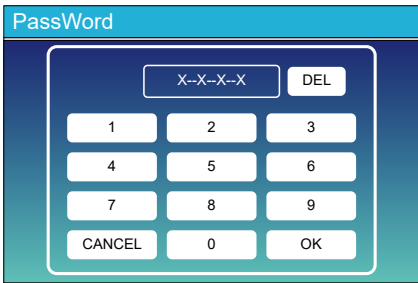 PassWord
X--X--X--X DEL
1 2 3
4 5 6
7 8 9
CANCEL 0 OK